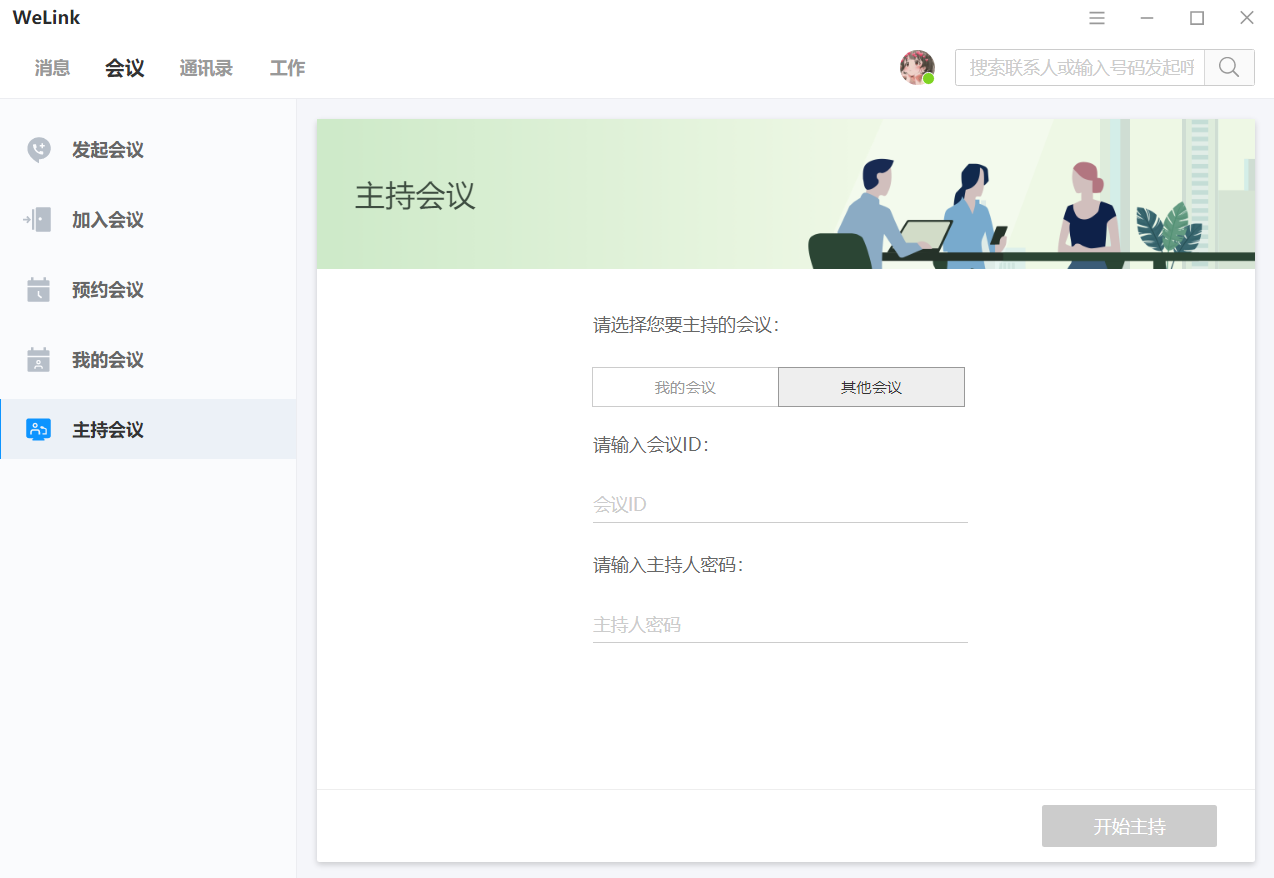 WeLink
消息 会议 通讯录 工作
搜索联系人或输入号码发起呼
发起会议
加入会议
预约会议
我的会议
主持会议
主持会议
请选择您要主持的会议：
我的会议 其他会议
请输入会议ID：
会议ID
请输入主持人密码：
主持人密码
开始主持